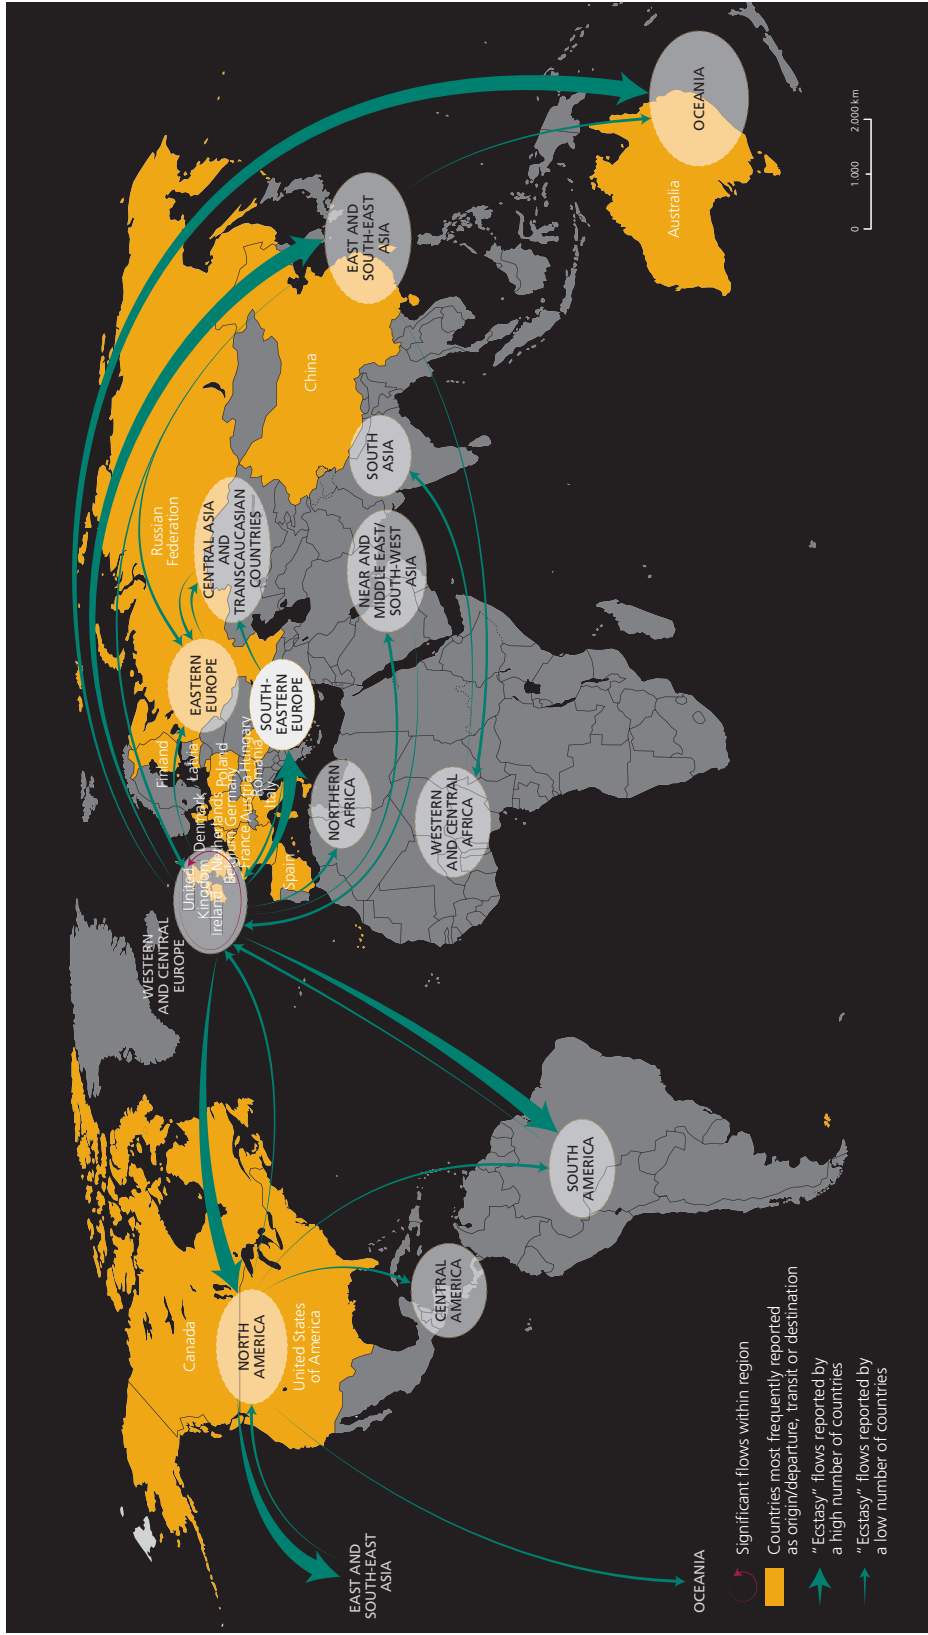 WESTERN
AND CENTRAL
EUROPE
United
Kingdom
Ireland
Denmark
Netherlands
Belgium
Germany
France
Austria
Hungary
Romania
Italy
Spain
Finland
Latvia
Poland
EASTERN
EUROPE
SOUTH-
EASTERN
EUROPE
Russian
Federation
CENTRAL ASIA
AND
TRANSCAUCASIAN
COUNTRIES
China
EAST AND
SOUTH-EAST
ASIA
SOUTH
ASIA
NEAR AND
MIDDLE EAST/
SOUTH-WEST
ASIA
NORTHERN
AFRICA
WESTERN
AND CENTRAL
AFRICA
OCEANIA
Australia
Canada
NORTH
AMERICA
United States
of America
CENTRAL
AMERICA
SOUTH
AMERICA
EAST AND
SOUTH-EAST
ASIA
OCEANIA
0 1.000 2.000 km
Significant flows within region
Countries most frequently reported
as origin/departure, transit or destination
“Ecstasy” flows reported by
a high number of countries
“Ecstasy” flows reported by
a low number of countries